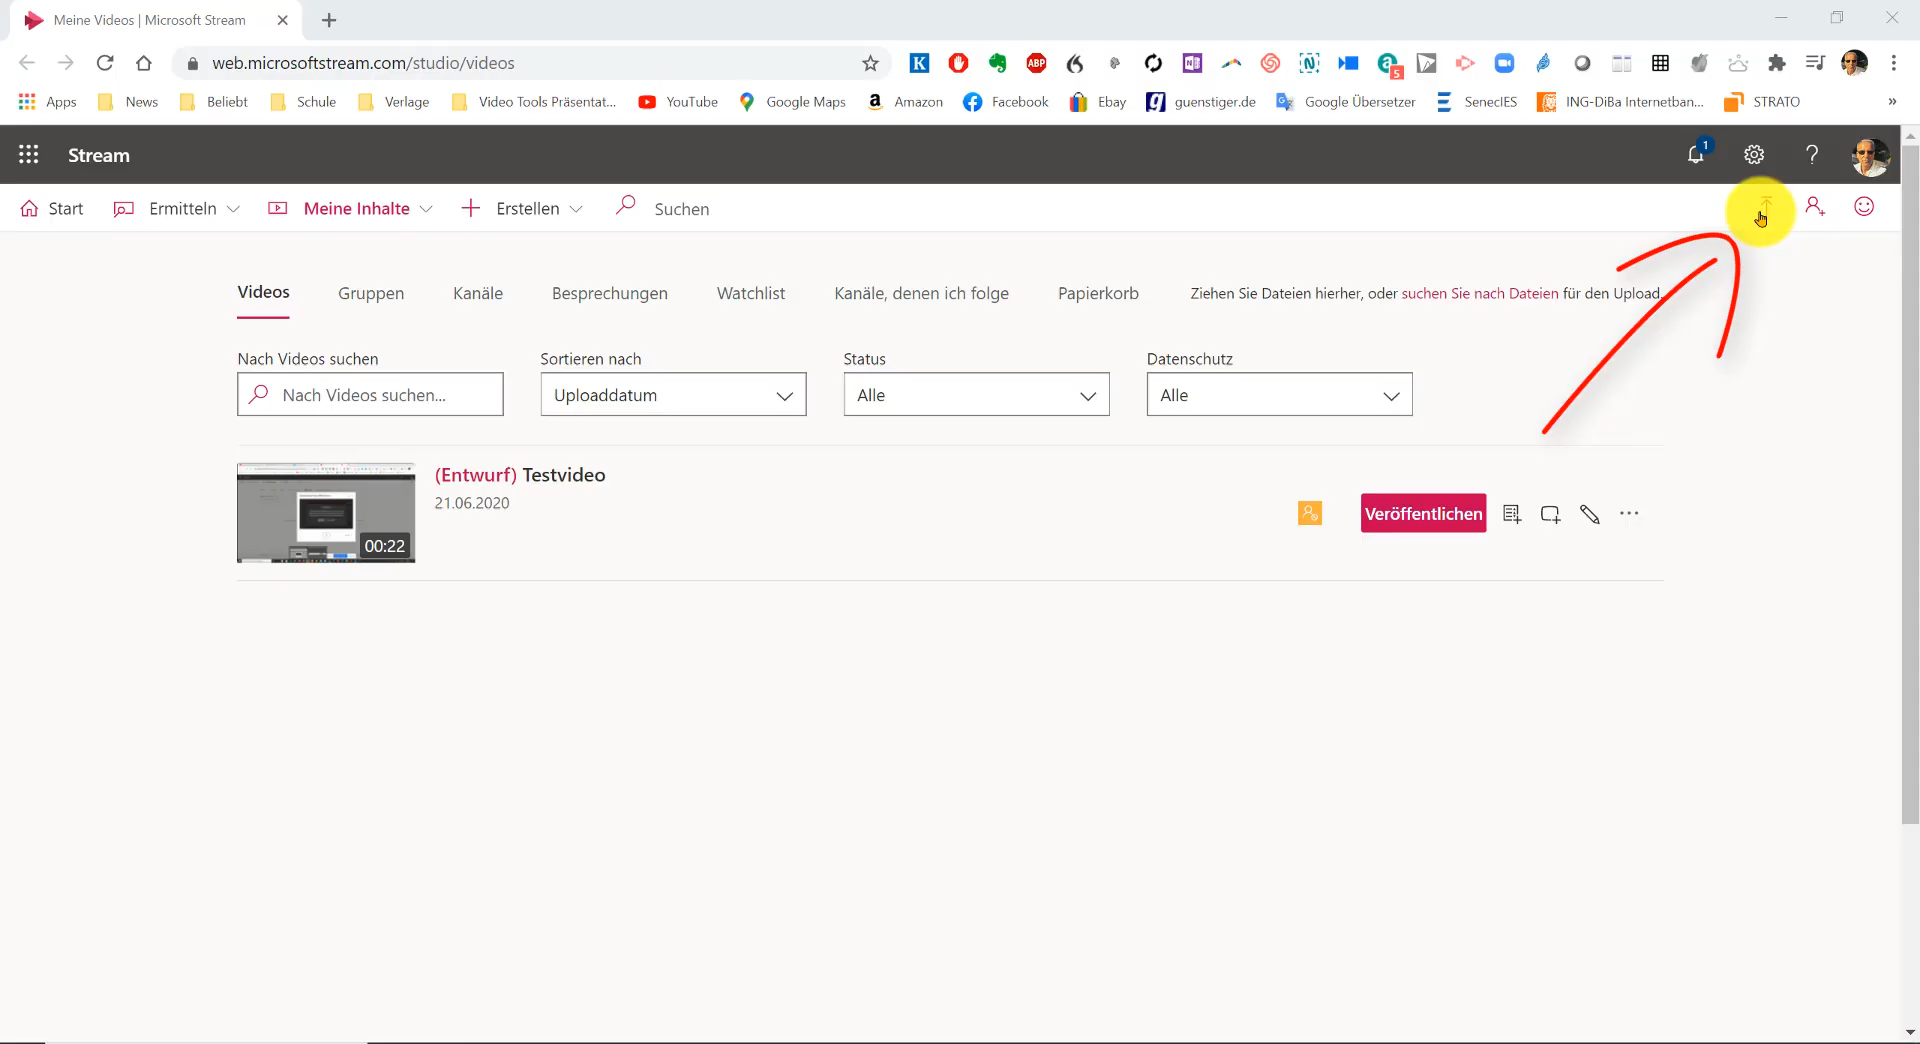 Meine Videos | Microsoft Stream
web.microsoftstream.com/studio/videos
ABP
5
Apps News Beliebt Schule Verlage Video Tools Präsentat... YouTube Google Maps Amazon Facebook Ebay guenstiger.de Google Übersetzer SenecIES ING-DiBa Internetban... STRATO »
Stream
1
?
Start Ermitteln Meine Inhalte Erstellen Suchen
Videos Gruppen Kanäle Besprechungen Watchlist Kanäle, denen ich folge Papierkorb Ziehen Sie Dateien hierher, oder suchen Sie nach Dateien für den Upload.
Nach Videos suchen Sortieren nach Status Datenschutz
Nach Videos suchen... Uploaddatum Alle Alle
(Entwurf) Testvideo
21.06.2020
Veröffentlichen
00:22